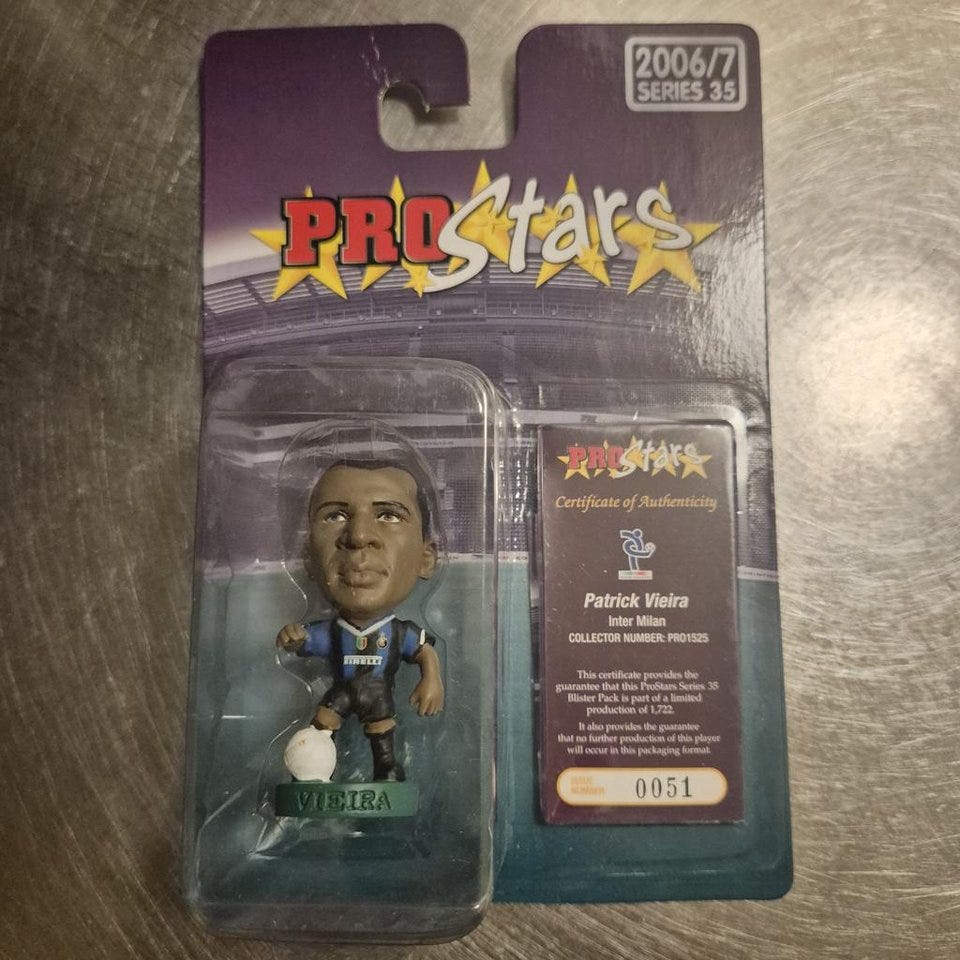 2006/7
SERIES 35
PROStars
PROStars
Certificate of Authenticity
Patrick Vieira
Inter Milan
COLLECTOR NUMBER: PRO1525
This certificate provides the
guarantee that this ProStars Series 35
Blister Pack is part of a limited
production of 1,722.
It also provides the guarantee
that no further production of this player
will occur in this packaging format.
ISSUE
NUMBER
0051
PIRELLI
VIEIRA